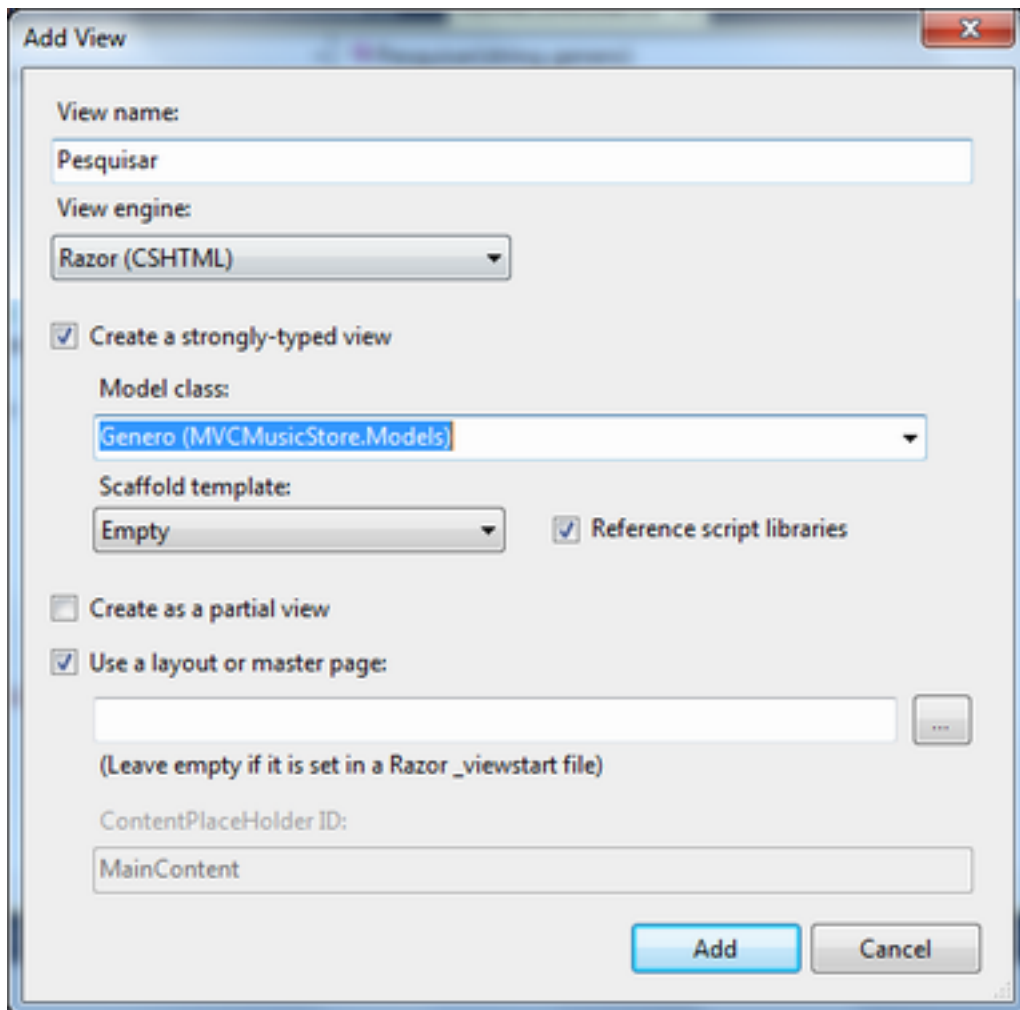 Add View
View name:
Pesquisar
View engine:
Razor (CSHTML)
Create a strongly-typed view
Model class:
Genero (MVCMusicStore.Models)
Scaffold template:
Empty
Reference script libraries
Create as a partial view
Use a layout or master page:
...
(Leave empty if it is set in a Razor _viewstart file)
ContentPlaceHolder ID:
MainContent
Add
Cancel